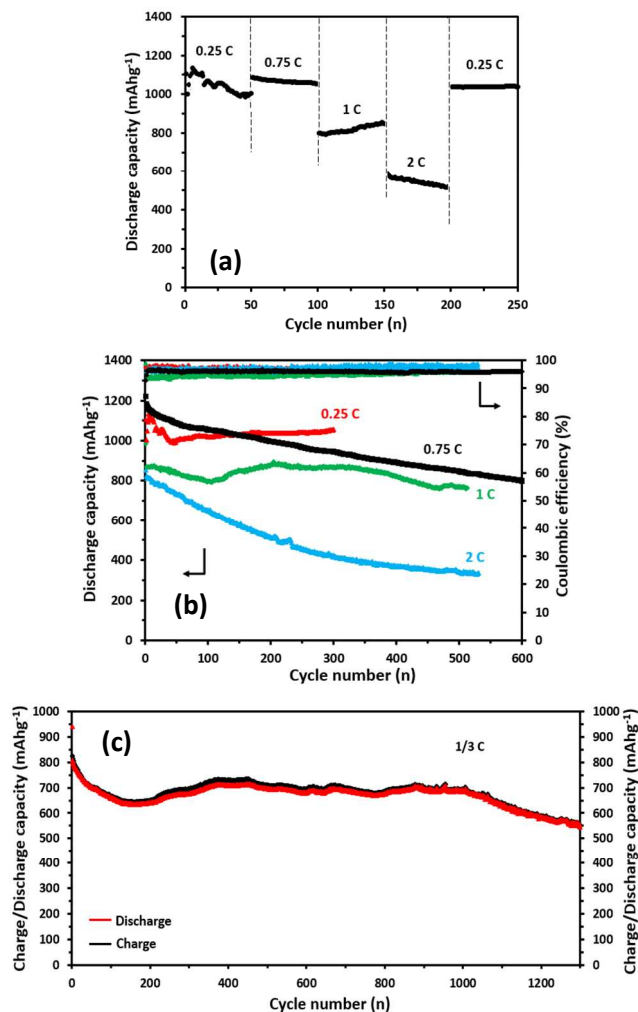 1400
1200
1000
800
600
400
200
0
Discharge capacity (mAhg-1)
0.25 C
0.75 C
1 C
2 C
0.25 C
(a)
0 50 100 150 200 250
Cycle number (n)
1400
1200
1000
800
600
400
200
0
Discharge capacity (mAhg-1)
0.25 C
0.75 C
1 C
2 C
(b)
100
90
80
70
60
50
40
30
20
10
0
Coulombic efficiency (%)
0 100 200 300 400 500 600
Cycle number (n)
1000
900
800
700
600
500
400
300
200
100
0
Charge/Discharge capacity (mAhg-1)
(c)
1/3 C
Discharge
Charge
1000
900
800
700
600
500
400
300
200
100
0
Charge/Discharge capacity (mAhg-1)
0 200 400 600 800 1000 1200
Cycle number (n)